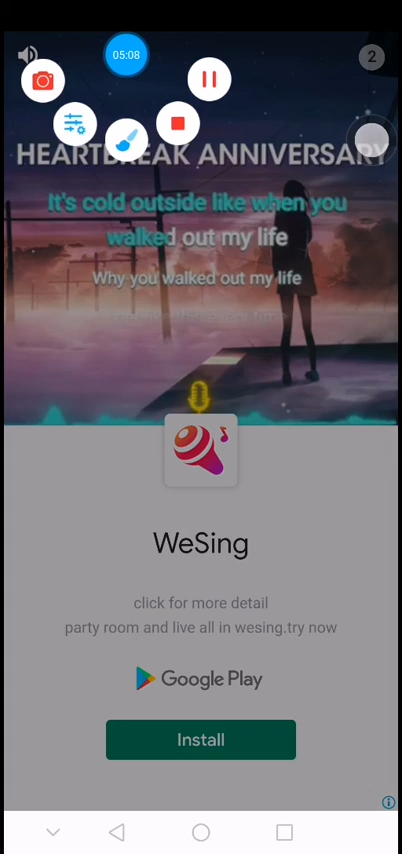 05:08
2
HEARTBREAK ANNIVERSARY
It's cold outside like when you
walked out my life
Why you walked out my life
WeSing
click for more detail
party room and live all in wesing.try now
Google Play
Install